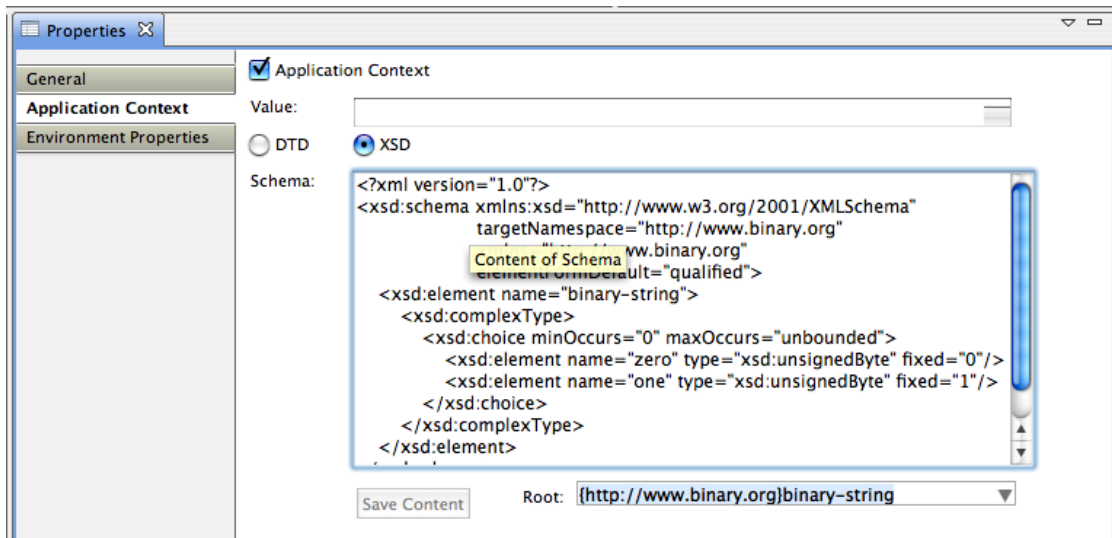 Properties
General
Application Context
Environment Properties
Application Context
Value:
DTD
XSD
Schema:
<?xml version="1.0"?>
<xsd:schema xmlns:xsd="http://www.w3.org/2001/XMLSchema"
targetNamespace="http://www.binary.org"
www.binary.org"
Content of Schema
elementFormDefault="qualified">
<xsd:element name="binary-string">
<xsd:complexType>
<xsd:choice minOccurs="0" maxOccurs="unbounded">
<xsd:element name="zero" type="xsd:unsignedByte" fixed="0"/>
<xsd:element name="one" type="xsd:unsignedByte" fixed="1"/>
</xsd:choice>
</xsd:complexType>
</xsd:element>
Save Content
Root: {http://www.binary.org}binary-string